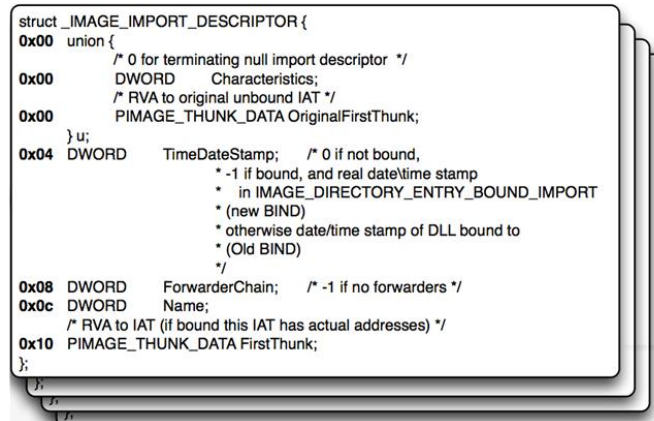 struct _IMAGE_IMPORT_DESCRIPTOR {
0x00 union {
/* 0 for terminating null import descriptor */
0x00 DWORD Characteristics;
/* RVA to original unbound IAT */
0x00 PIMAGE_THUNK_DATA OriginalFirstThunk;
} u;
0x04 DWORD TimeDateStamp; /* 0 if not bound,
* -1 if bound, and real date\time stamp
* in IMAGE_DIRECTORY_ENTRY_BOUND_IMPORT
* (new BIND)
* otherwise date/time stamp of DLL bound to
* (Old BIND)
*/
0x08 DWORD ForwarderChain; /* -1 if no forwarders */
0x0c DWORD Name;
/* RVA to IAT (if bound this IAT has actual addresses) */
0x10 PIMAGE_THUNK_DATA FirstThunk;
};
};
};
};